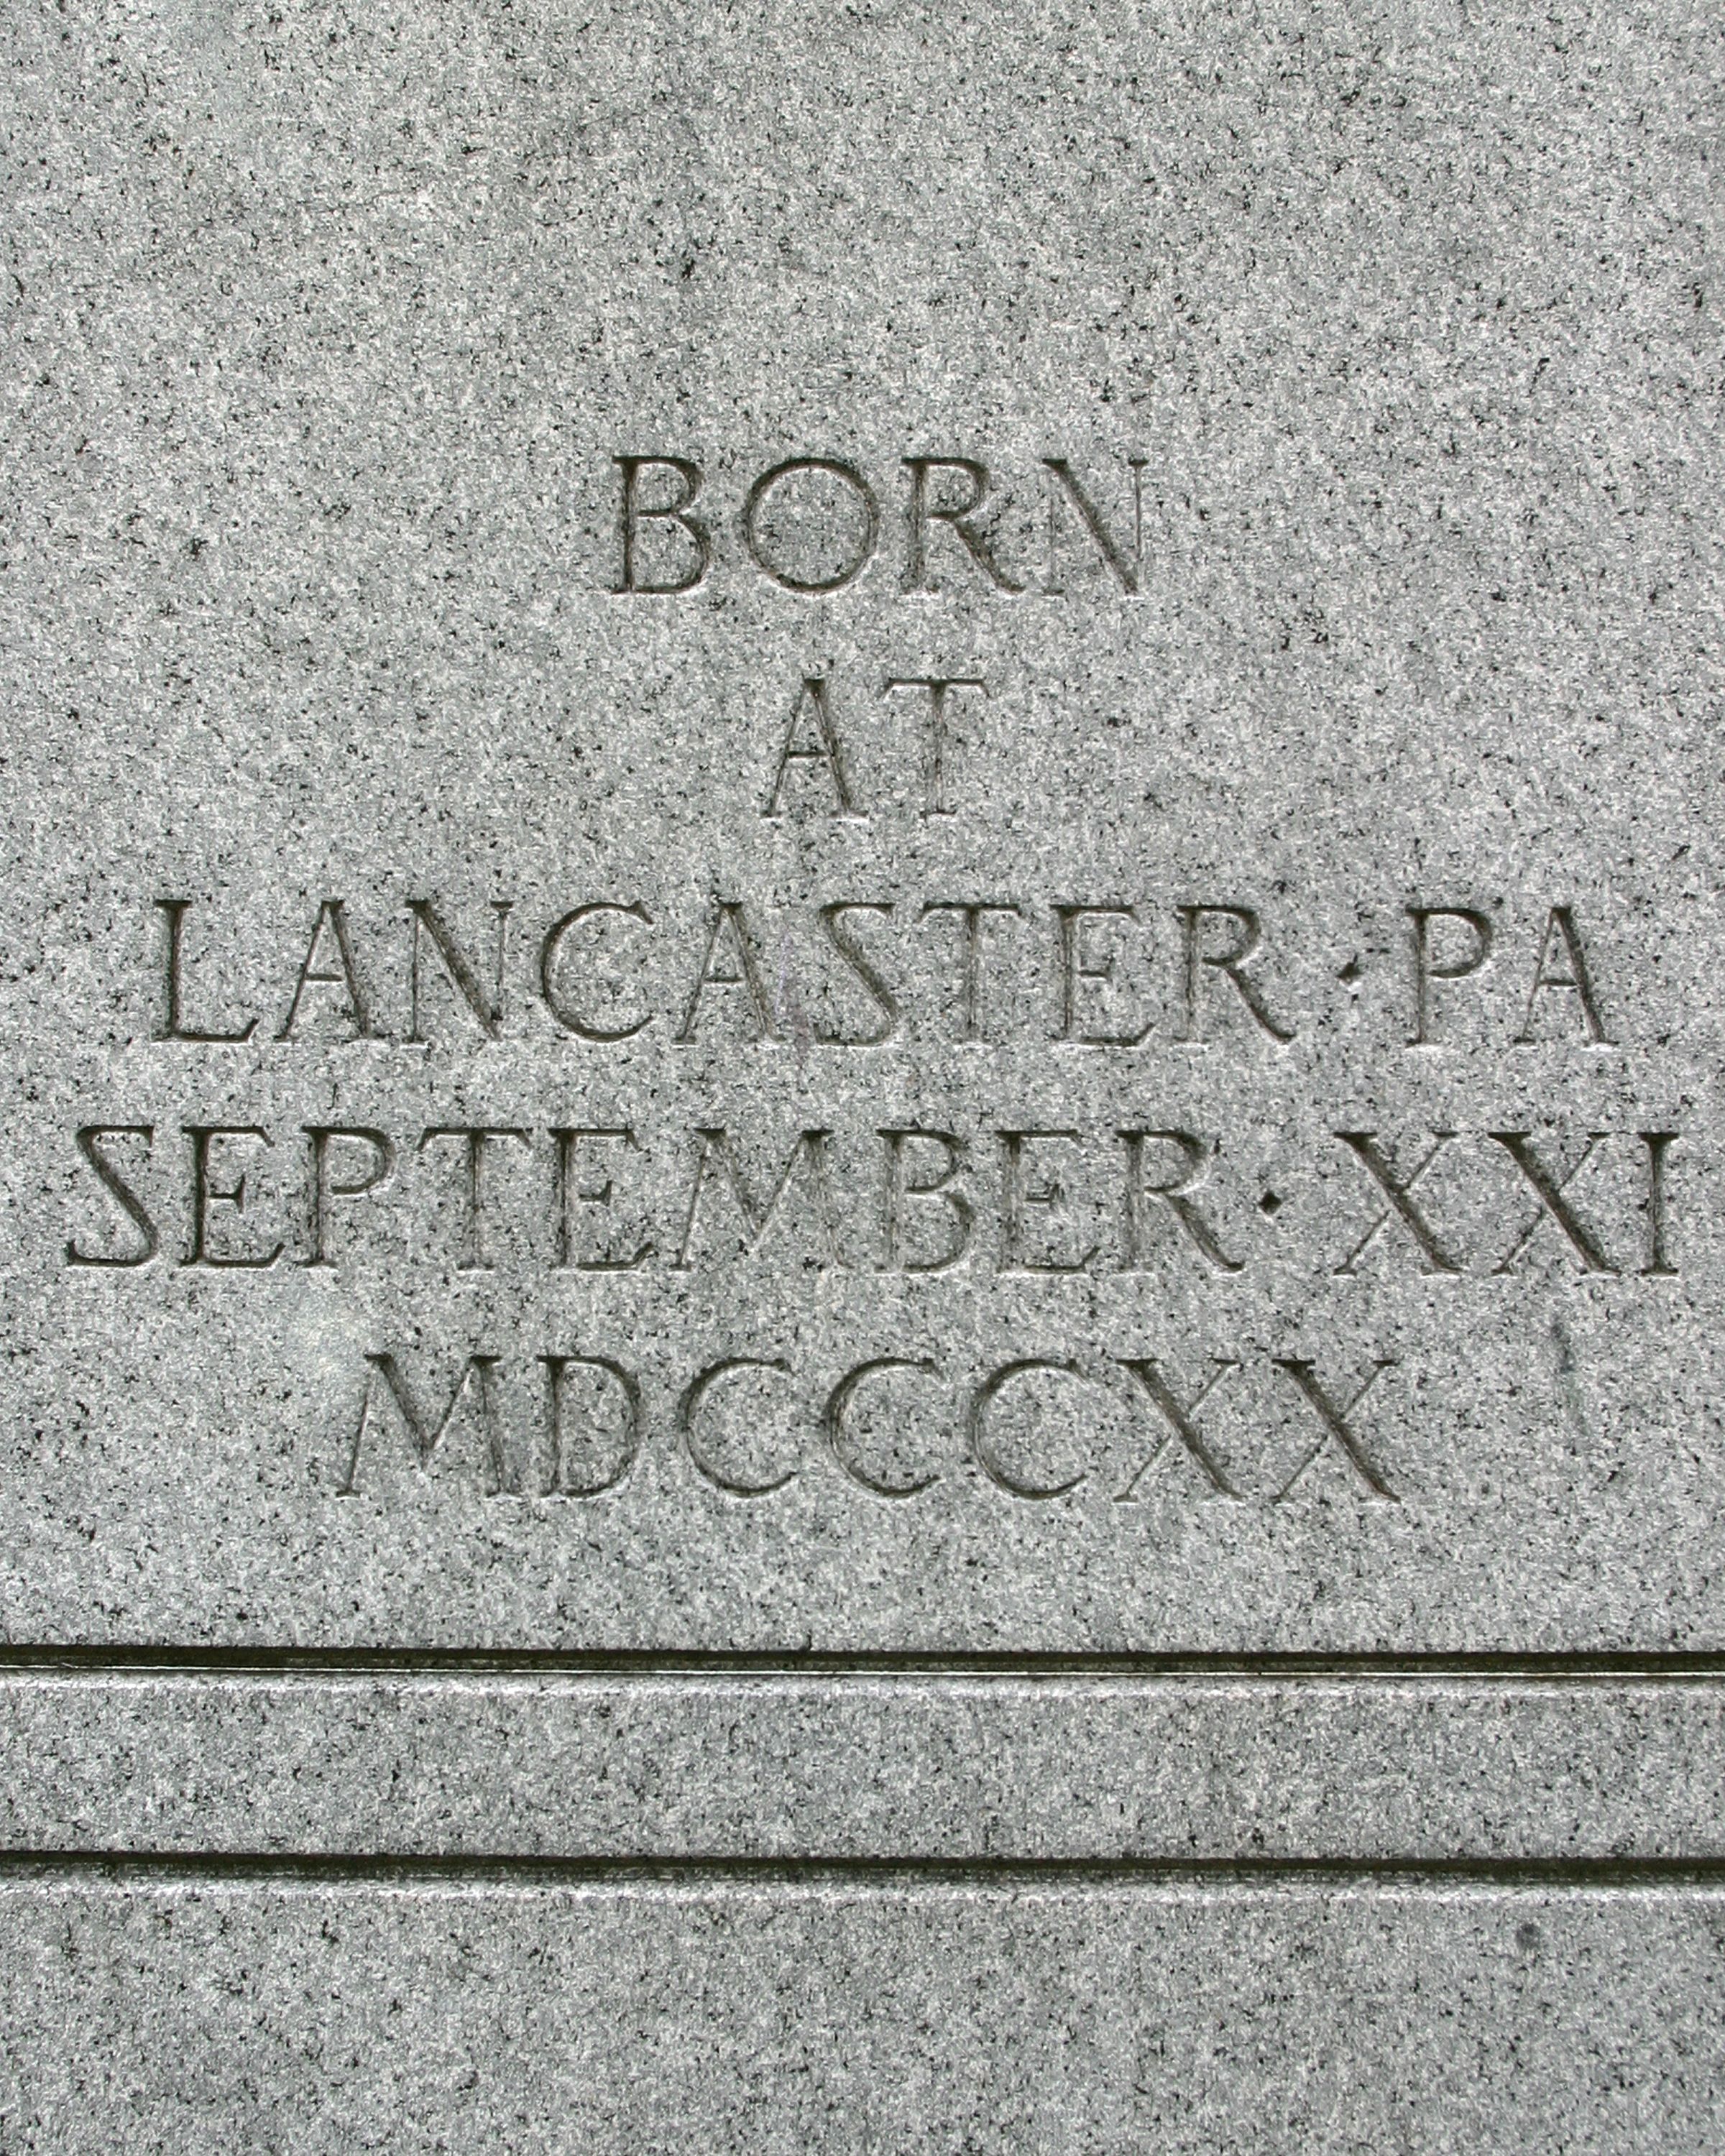 BORN
AT
LANCASTER · PA
SEPTEMBER · XXI
MDCCCXX